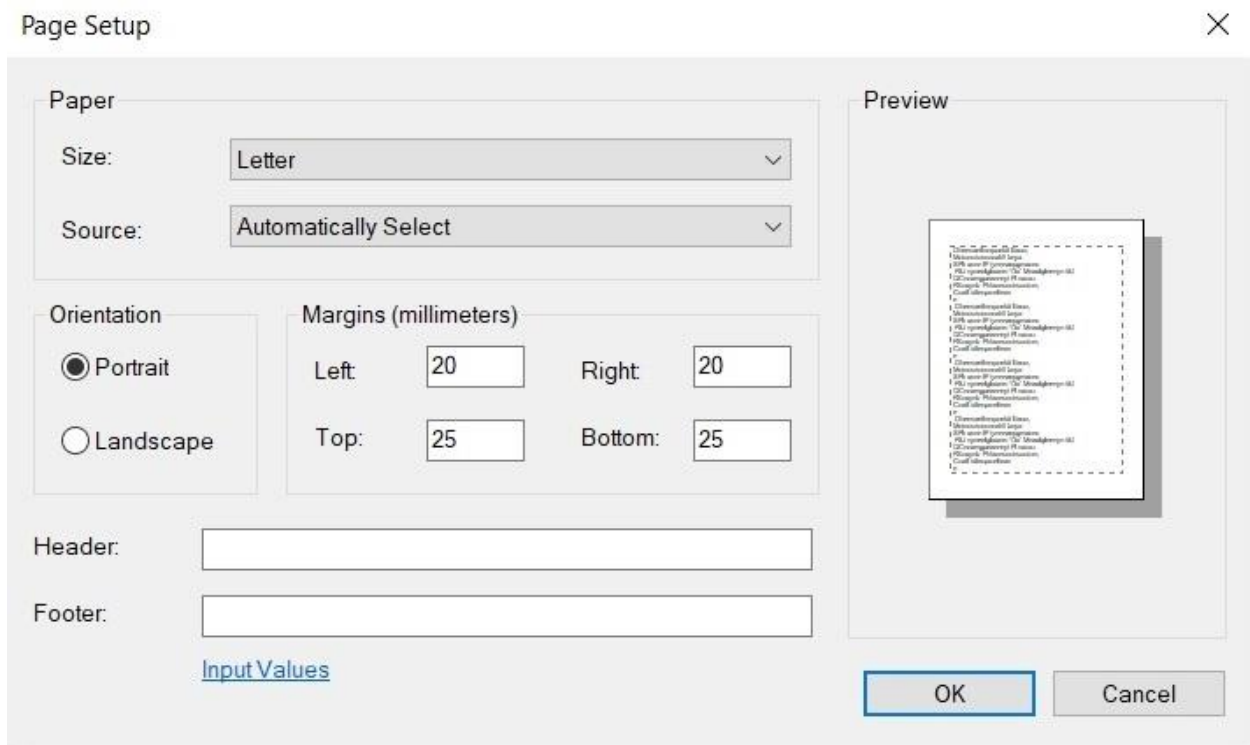 Page Setup
Paper
Size:
Letter
Source:
Automatically Select
Orientation
Portrait
Landscape
Margins (millimeters)
Left:
20
Right:
20
Top:
25
Bottom:
25
Header:
Footer:
Input Values
Preview
OK
Cancel